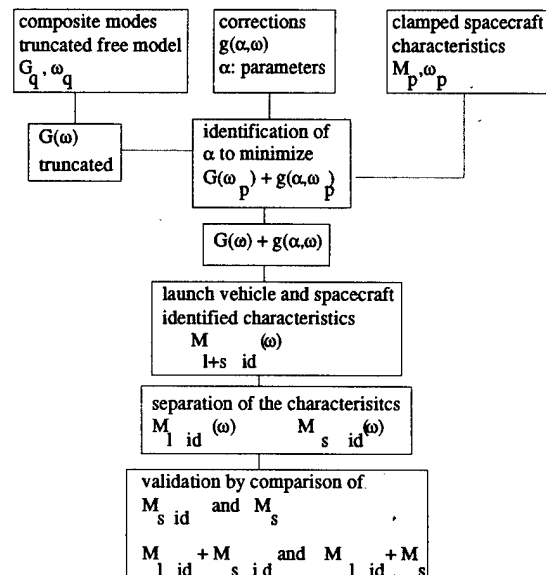 composite modes
truncated free model
G_q, ω_q
corrections
g(α,ω)
α: parameters
clamped spacecraft
characteristics
M_p, ω_p
G(ω)
truncated
identification of
α to minimize
G(ω_p) + g(α,ω_p)
G(ω) + g(α,ω)
launch vehicle and spacecraft
identified characteristics
M_l+s id (ω)
separation of the characterisitcs
M_l id (ω) M_s id (ω)
validation by comparison of
M_s id and M_s
M_l id + M_s id and M_l id + M_s